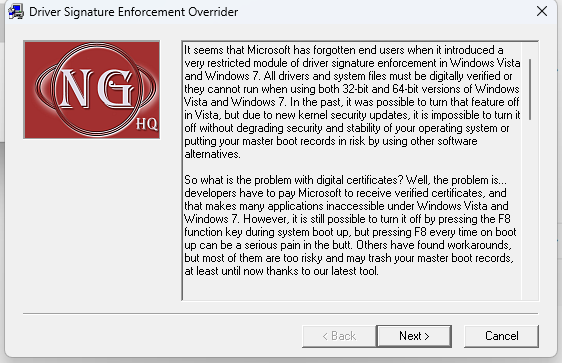 Driver Signature Enforcement Overrider
NG
HQ
It seems that Microsoft has forgotten end users when it introduced a
very restricted module of driver signature enforcement in Windows Vista
and Windows 7. All drivers and system files must be digitally verified or
they cannot run when using both 32-bit and 64-bit versions of Windows
Vista and Windows 7. In the past, it was possible to turn that feature off
in Vista, but due to new kernel security updates, it is impossible to turn it
off without degrading security and stability of your operating system or
putting your master boot records in risk by using other software
alternatives.
So what is the problem with digital certificates? Well, the problem is...
developers have to pay Microsoft to receive verified certificates, and
that makes many applications inaccessible under Windows Vista and
Windows 7. However, it is still possible to turn it off by pressing the F8
function key during system boot up, but pressing F8 every time on boot
up can be a serious pain in the butt. Others have found workarounds,
but most of them are too risky and may trash your master boot records,
at least until now thanks to our latest tool.
< Back
Next >
Cancel